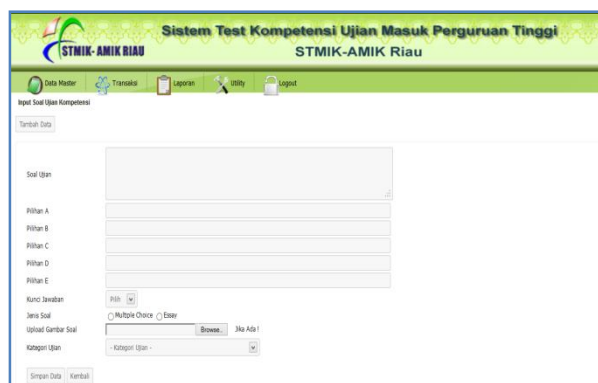 Sistem Test Kompetensi Ujian Masuk Perguruan Tinggi
STMIK-AMIK Riau
STMIK- AMIK RIAU
Data Master Transaksi Laporan Utility Logout
Input Soal Ujian Kompetensi
Tambah Data
Soal Ujian
Pilihan A
Pilihan B
Pilihan C
Pilihan D
Pilihan E
Kunci Jawaban Pilih
Jenis Soal Multiple Choice Essay
Upload Gambar Soal Browse.. Jika Ada !
Kategori Ujian - Kategori Ujian -
Simpan Data Kembali